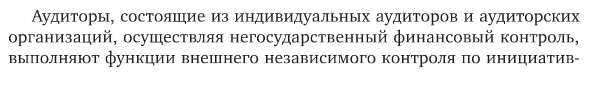 Аудиторы, состоящие из индивидуальных аудиторов и аудиторских
организаций, осуществляя негосударственный финансовый контроль,
выполняют функции внешнего независимого контроля по инициатив-